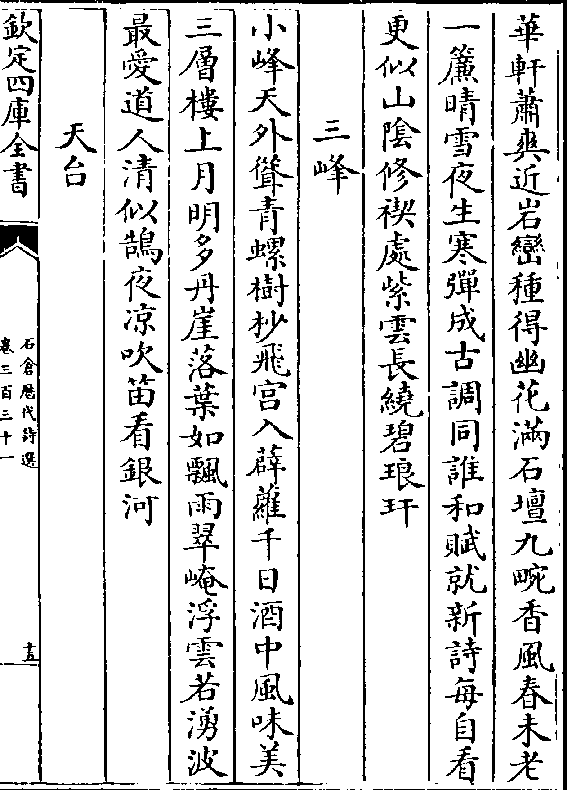 華軒蕭爽近岩巒種得幽花滿石壇九畹香風春未老
一簾晴雪夜生寒彈成古調同誰和賦就新詩每自看
更似山陰修禊處紫雲長繞碧琅玕
三峰
小峰天外聳青螺樹杪飛宫入薜蘿千日酒中風味美
三層樓上月明多丹崖落葉如飄雨翠崦浮雲若湧波
最愛道人清似鵠夜凉吹笛看銀河
天台
欽定四庫全書
石倉歷代詩選
卷三百三十一
十五